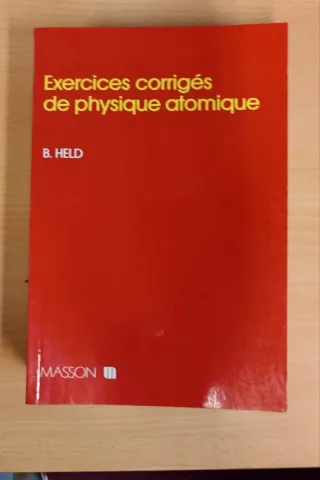 Exercices corrigés
de physique atomique
B. HELD
MASSON